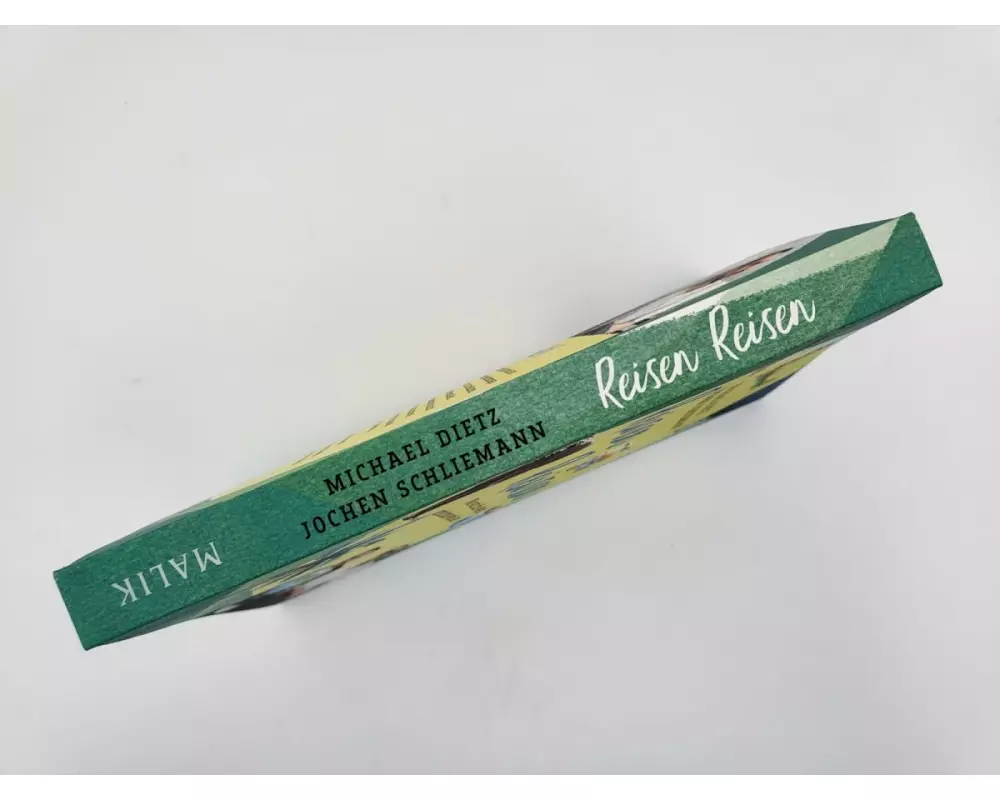 MALIK
MICHAEL DIETZ
JOCHEN SCHLIEMANN
Reisen Reisen